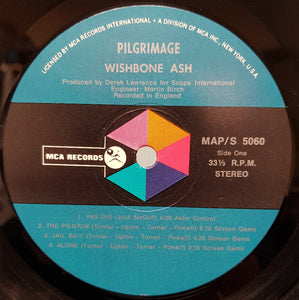 LICENSED BY MCA RECORDS INTERNATIONAL • A DIVISION OF MCA INC., NEW YORK, U.S.A.
PILGRIMAGE
WISHBONE ASH
Produced by Derek Lawrence for Scope International
Engineer: Martin Birch
Recorded in England
MAP/S 5060
Side One
33⅓ R.P.M.
STEREO
MCA RECORDS
1. VAS DIS (Jack McDuff) 4:38 Astor Control
2. THE PILGRIM (Turner - Upton - Turner - Powell) 8:25 Screen Gems
3. JAIL BAIT (Turner - Upton - Turner - Powell) 4:35 Screen Gems
4. ALONE (Turner - Upton - Turner - Powell) 2:25 Screen Gems